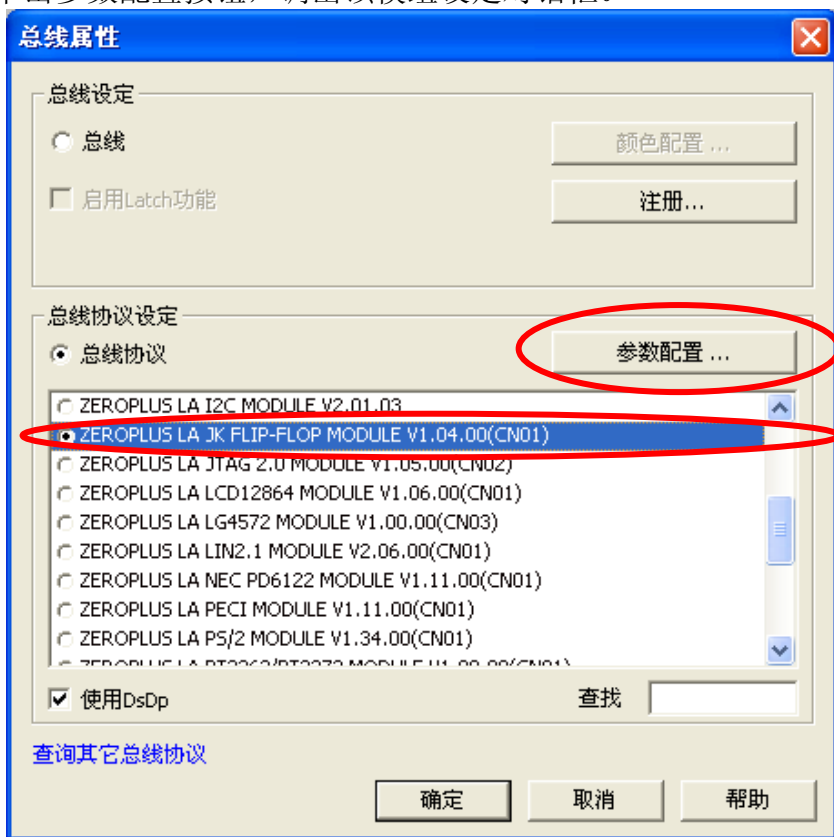 总线属性
总线设定
总线
颜色配置 ...
启用Latch功能
注册...
总线协议设定
总线协议
参数配置 ...
ZEROPLUS LA I2C MODULE V2.01.03
ZEROPLUS LA JK FLIP-FLOP MODULE V1.04.00(CN01)
ZEROPLUS LA JTAG 2.0 MODULE V1.05.00(CN02)
ZEROPLUS LA LCD12864 MODULE V1.06.00(CN01)
ZEROPLUS LA LG4572 MODULE V1.00.00(CN03)
ZEROPLUS LA LIN2.1 MODULE V2.06.00(CN01)
ZEROPLUS LA NEC PD6122 MODULE V1.11.00(CN01)
ZEROPLUS LA PECI MODULE V1.11.00(CN01)
ZEROPLUS LA PS/2 MODULE V1.34.00(CN01)
使用DsDp
查找
查询其它总线协议
确定
取消
帮助